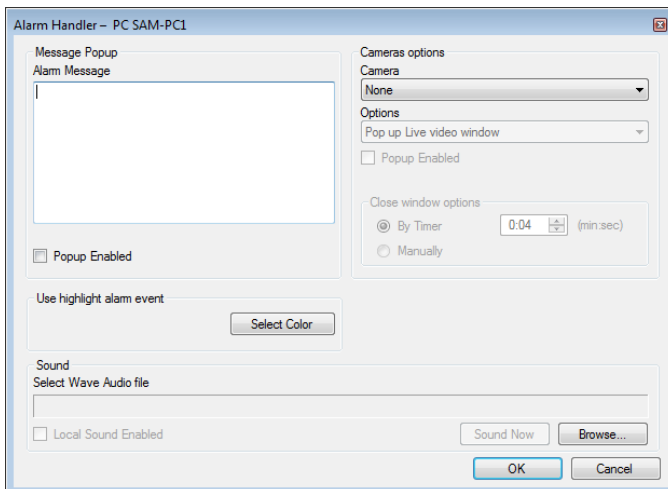 Alarm Handler – PC SAM-PC1
Message Popup
Alarm Message
Popup Enabled
Cameras options
Camera
None
Options
Pop up Live video window
Popup Enabled
Close window options
By Timer 0:04 (min:sec)
Manually
Use highlight alarm event
Select Color
Sound
Select Wave Audio file
Local Sound Enabled Sound Now Browse...
OK Cancel